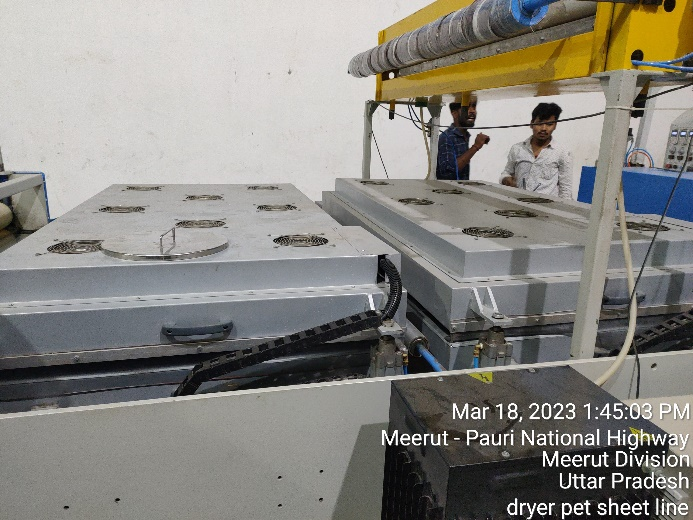 Mar 18, 2023 1:45:03 PM
Meerut - Pauri National Highway
Meerut Division
Uttar Pradesh
dryer pet sheet line